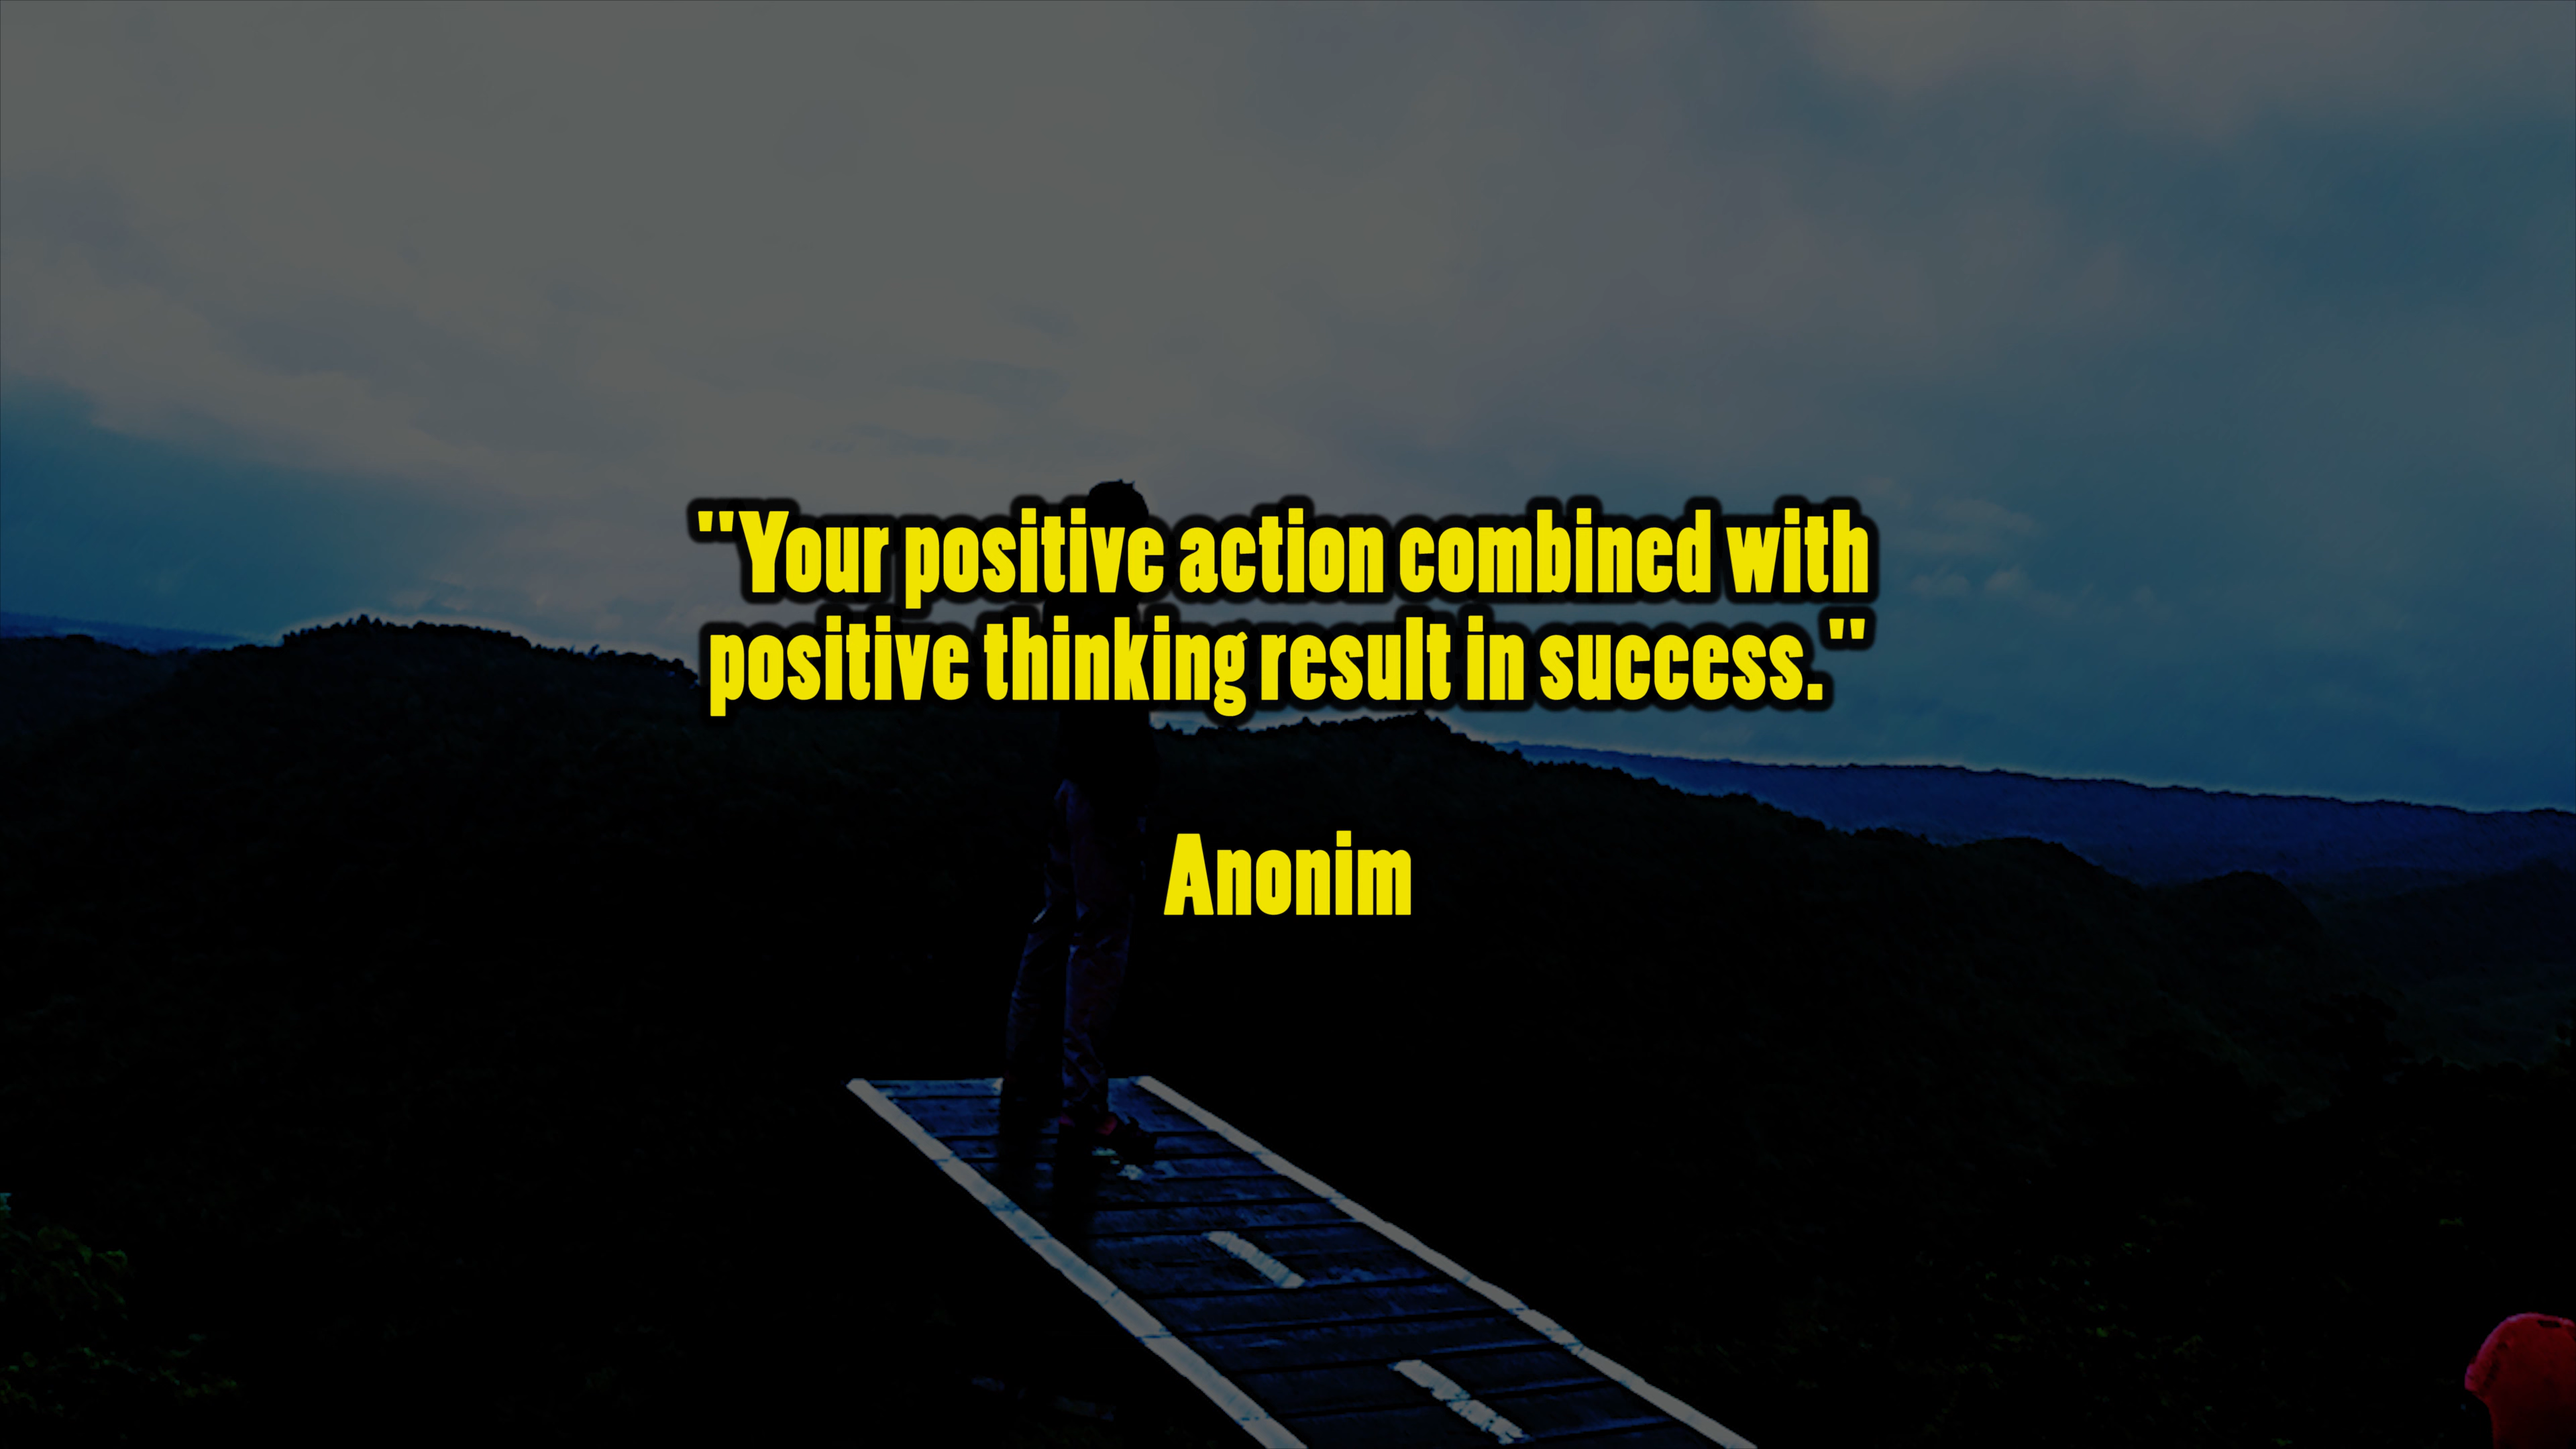 "Your positive action combined with
positive thinking result in success."
Anonim